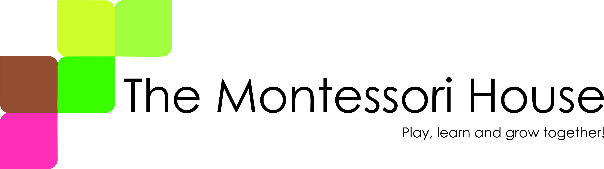 The Montessori House
Play, learn and grow together!